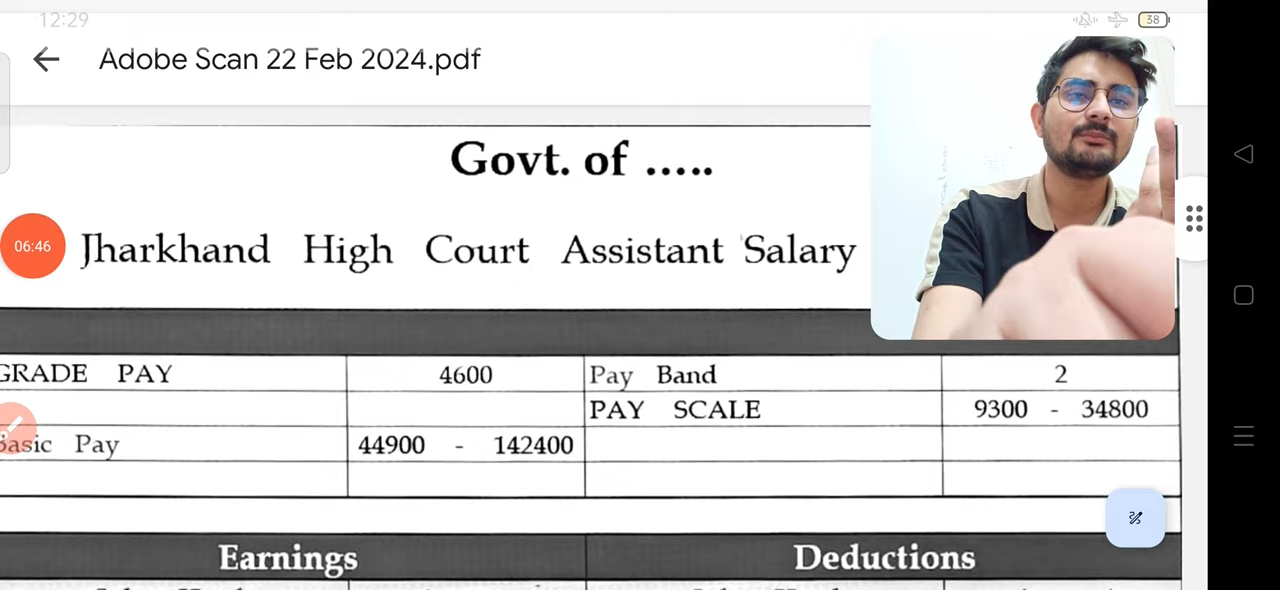 12:29
38
Adobe Scan 22 Feb 2024.pdf
Govt. of .....
06:46
Jharkhand High Court Assistant Salary
GRADE PAY 4600 Pay Band 2
PAY SCALE 9300 - 34800
Basic Pay 44900 - 142400
Earnings Deductions